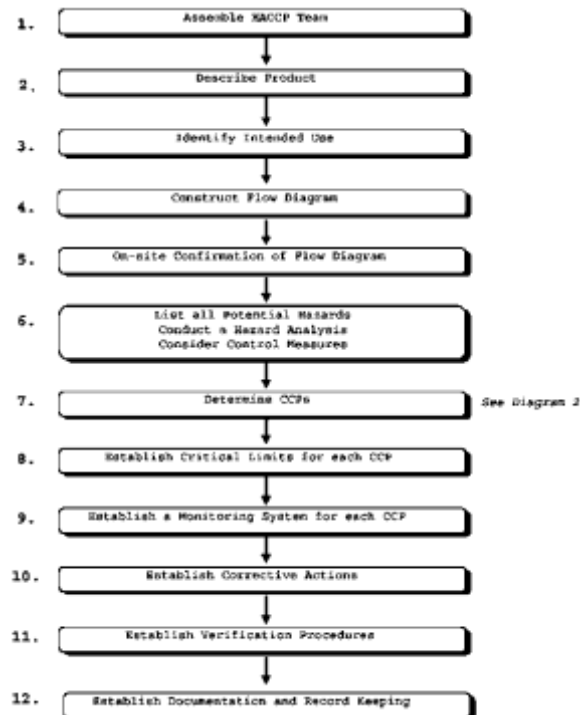 1. Assemble HACCP Team
2. Describe Product
3. Identify Intended Use
4. Construct Flow Diagram
5. On-site Confirmation of Flow Diagram
6. List all Potential Hazards
Conduct a Hazard Analysis
Consider Control Measures
7. Determine CCPs See Diagram 2
8. Establish Critical Limits for each CCP
9. Establish a Monitoring System for each CCP
10. Establish Corrective Actions
11. Establish Verification Procedures
12. Establish Documentation and Record Keeping